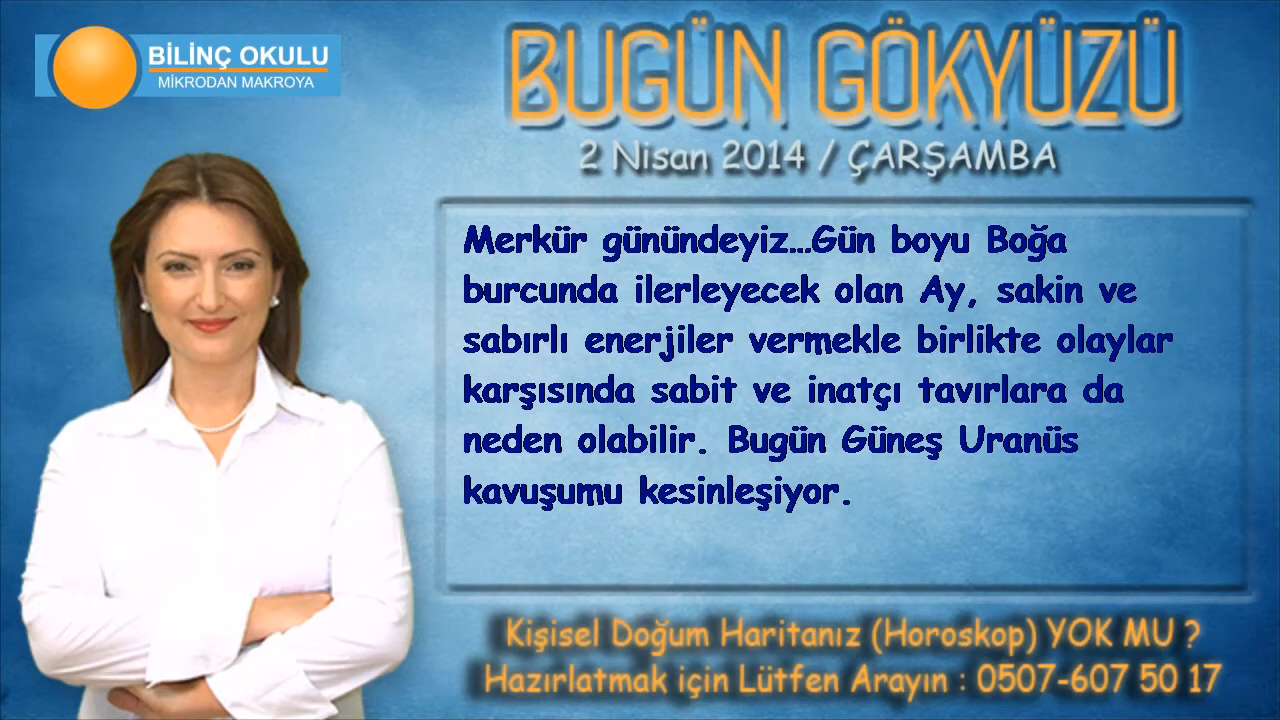 BİLİNÇ OKULU
MİKRODAN MAKROYA
BUGÜN GÖKYÜZÜ
2 Nisan 2014 / ÇARŞAMBA
Merkür günündeyiz...Gün boyu Boğa
burcunda ilerleyecek olan Ay, sakin ve
sabırlı enerjiler vermekle birlikte olaylar
karşısında sabit ve inatçı tavırlara da
neden olabilir. Bugün Güneş Uranüs
kavuşumu kesinleşiyor.
Kişisel Doğum Haritanız (Horoskop) YOK MU ?
Hazırlatmak için Lütfen Arayın : 0507-607 50 17